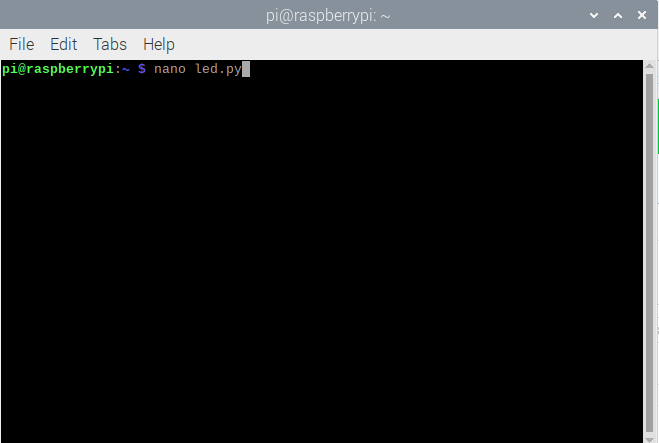 pi@raspberrypi: ~
File Edit Tabs Help
pi@raspberrypi:~ $ nano led.py